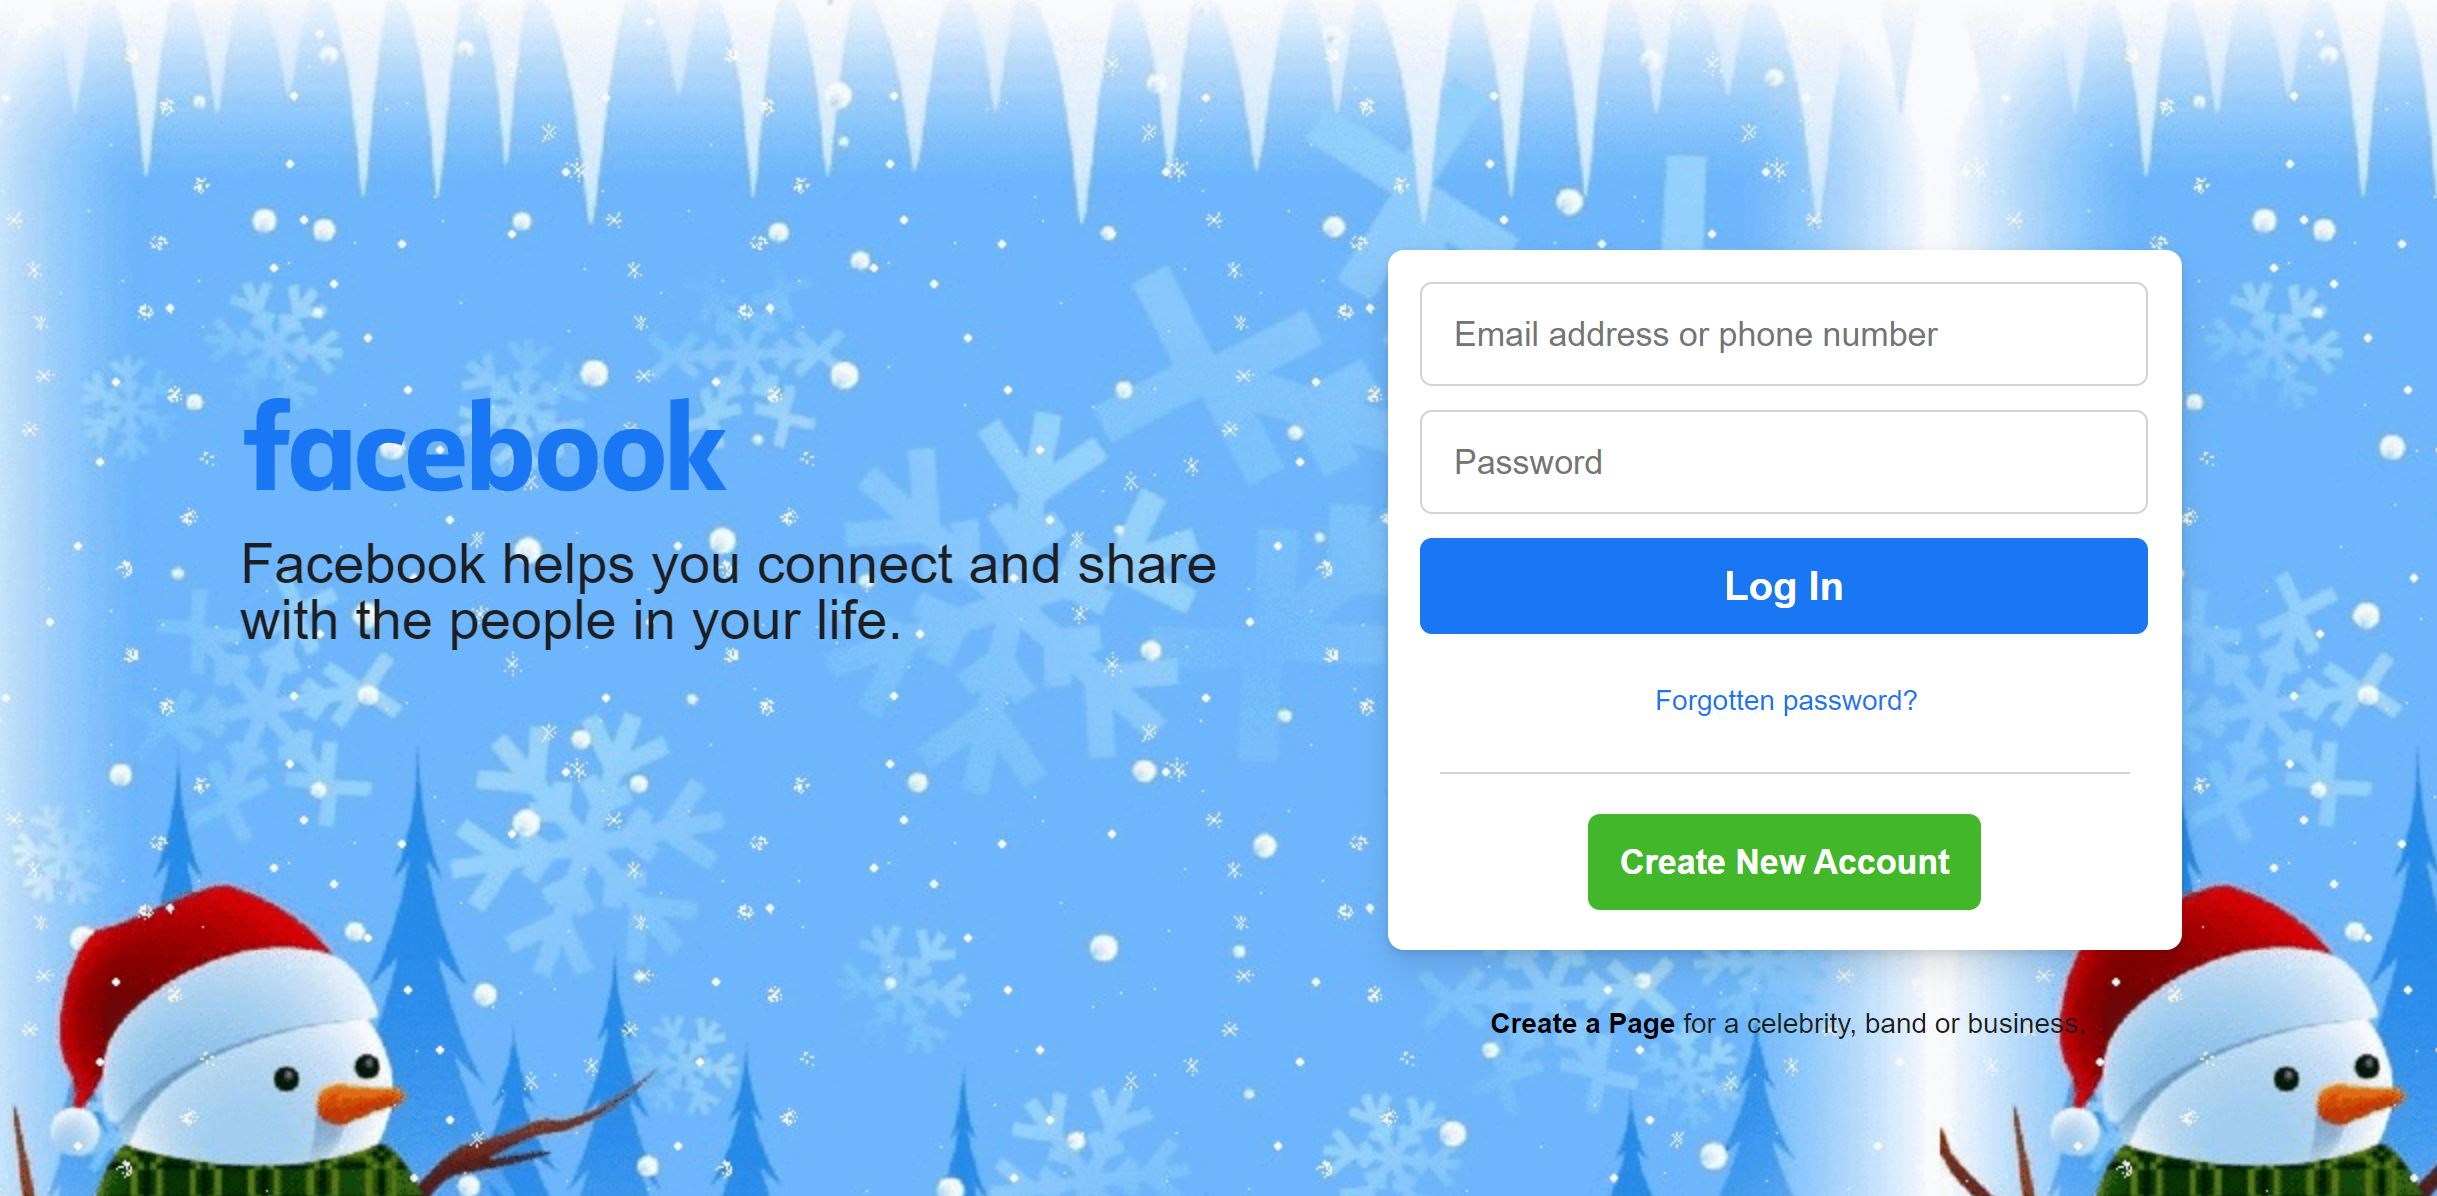 facebook
Facebook helps you connect and share
with the people in your life.
Email address or phone number
Password
Log In
Forgotten password?
Create New Account
Create a Page for a celebrity, band or business.